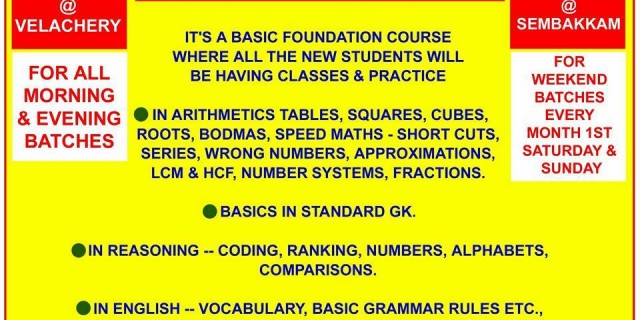 @
VELACHERY
FOR ALL
MORNING
& EVENING
BATCHES
IT'S A BASIC FOUNDATION COURSE
WHERE ALL THE NEW STUDENTS WILL
BE HAVING CLASSES & PRACTICE
IN ARITHMETICS TABLES, SQUARES, CUBES,
ROOTS, BODMAS, SPEED MATHS - SHORT CUTS,
SERIES, WRONG NUMBERS, APPROXIMATIONS,
LCM & HCF, NUMBER SYSTEMS, FRACTIONS.
BASICS IN STANDARD GK.
IN REASONING -- CODING, RANKING, NUMBERS, ALPHABETS,
COMPARISONS.
IN ENGLISH -- VOCABULARY, BASIC GRAMMAR RULES ETC.,
@
SEMBAKKAM
FOR
WEEKEND
BATCHES
EVERY
MONTH 1ST
SATURDAY &
SUNDAY